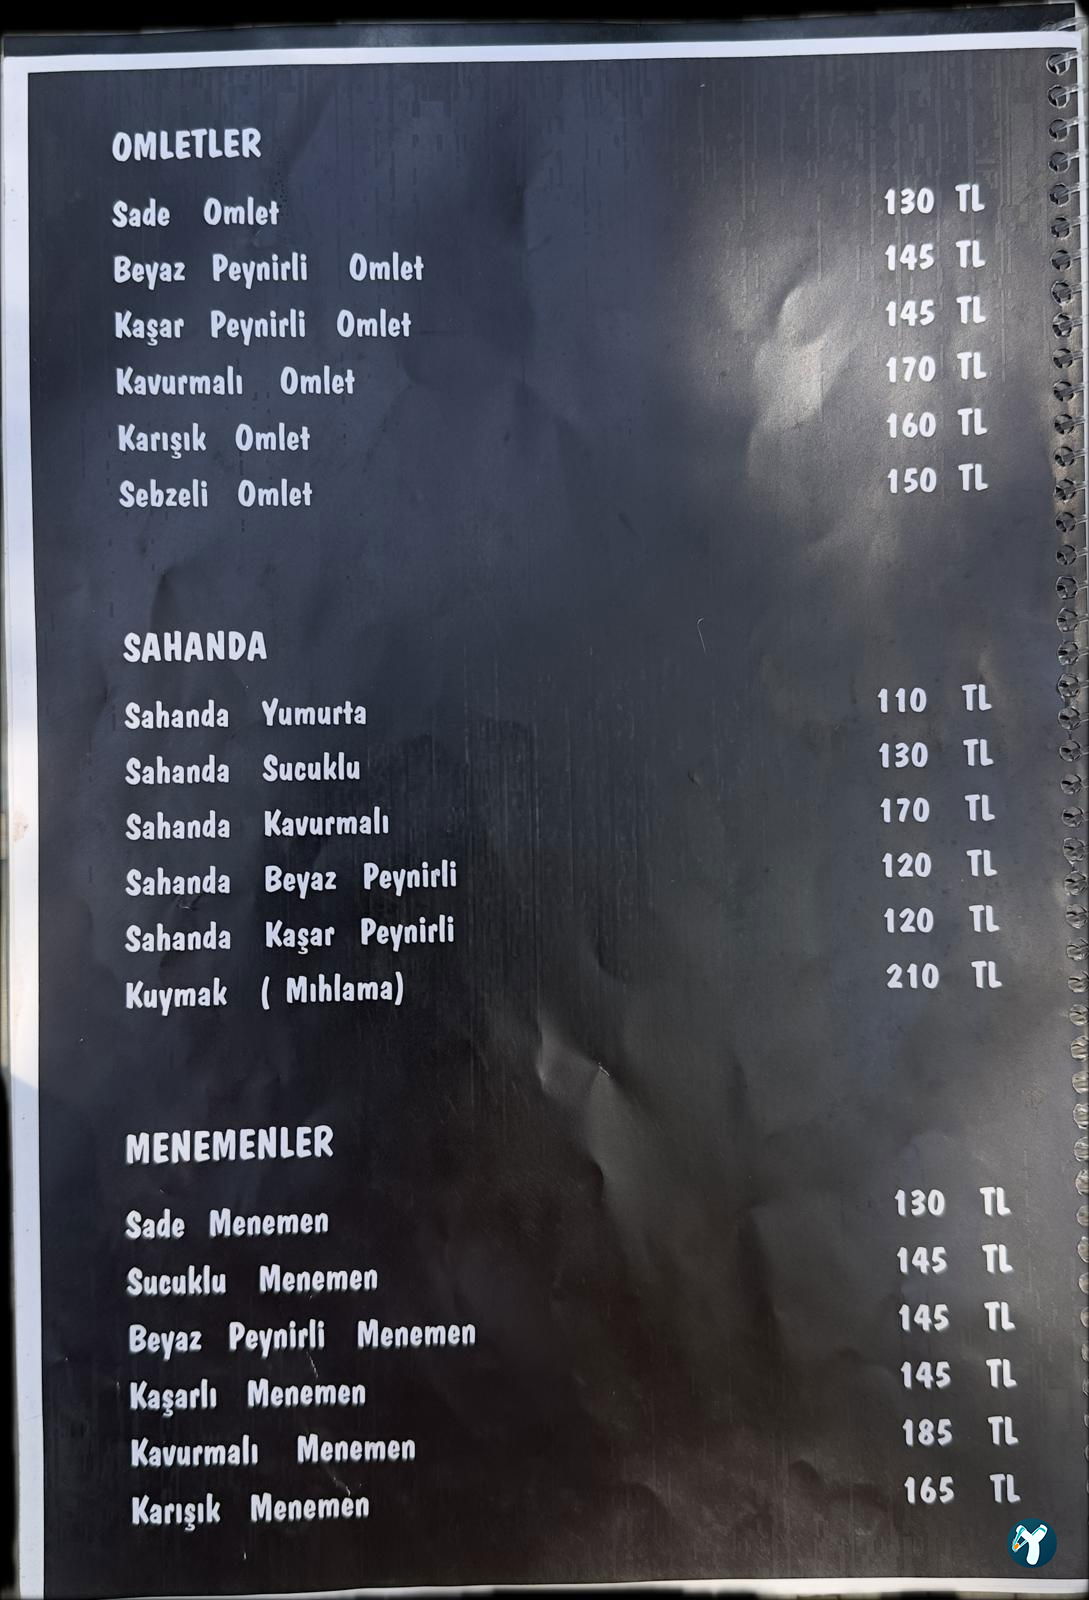 OMLETLER
Sade Omlet 130 TL
Beyaz Peynirli Omlet 145 TL
Kaşar Peynirli Omlet 145 TL
Kavurmalı Omlet 170 TL
Karışık Omlet 160 TL
Sebzeli Omlet 150 TL
SAHANDA
Sahanda Yumurta 110 TL
Sahanda Sucuklu 130 TL
Sahanda Kavurmalı 170 TL
Sahanda Beyaz Peynirli 120 TL
Sahanda Kaşar Peynirli 120 TL
Kuymak ( Mıhlama) 210 TL
MENEMENLER
Sade Menemen 130 TL
Sucuklu Menemen 145 TL
Beyaz Peynirli Menemen 145 TL
Kaşarlı Menemen 145 TL
Kavurmalı Menemen 185 TL
Karışık Menemen 165 TL